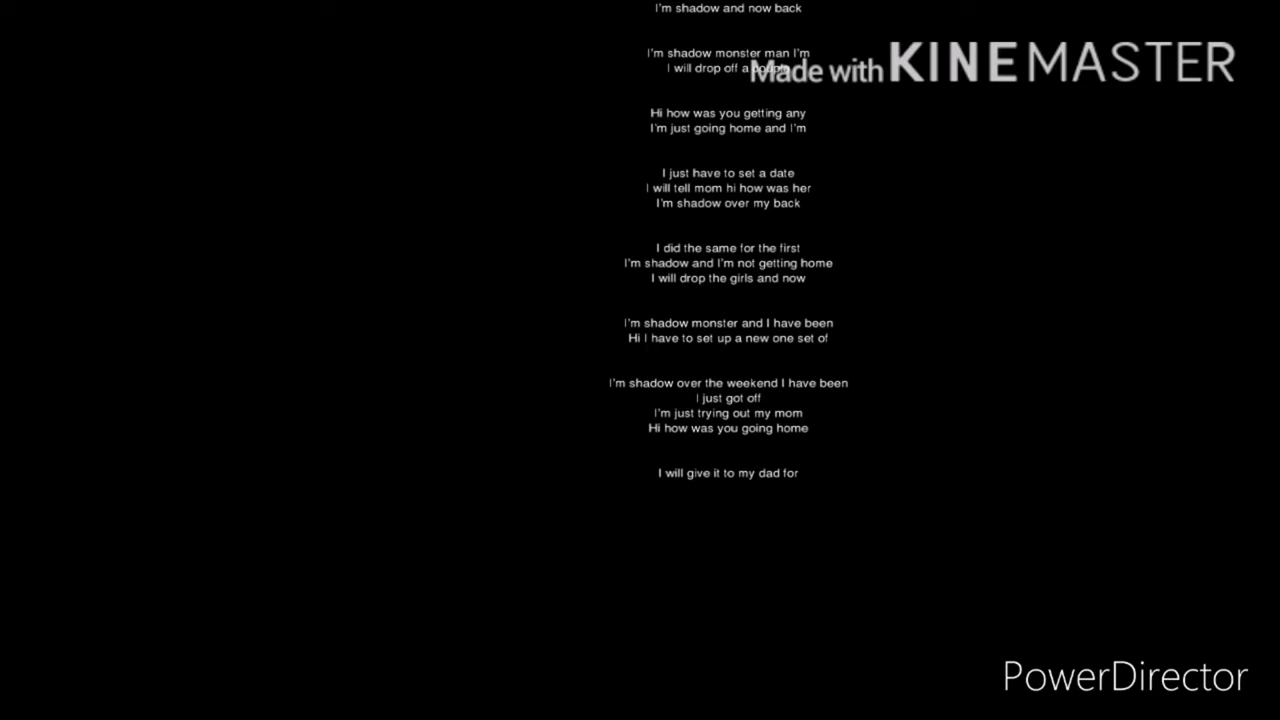 I'm shadow and now back
I'm shadow monster man I'm
I will drop off a couple
Made with KINEMASTER
Hi how was you getting any
I'm just going home and I'm
I just have to set a date
I will tell mom hi how was her
I'm shadow over my back
I did the same for the first
I'm shadow and I'm not getting home
I will drop the girls and now
I'm shadow monster and I have been
Hi I have to set up a new one set of
I'm shadow over the weekend I have been
I just got off
I'm just trying out my mom
Hi how was you going home
I will give it to my dad for
PowerDirector